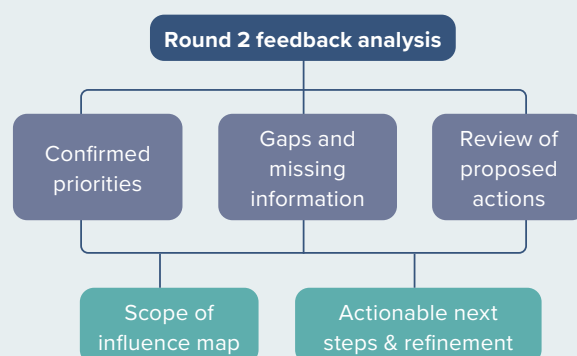 Round 2 feedback analysis
Confirmed
priorities
Gaps and
missing
information
Review of
proposed
actions
Scope of
influence map
Actionable next
steps & refinement